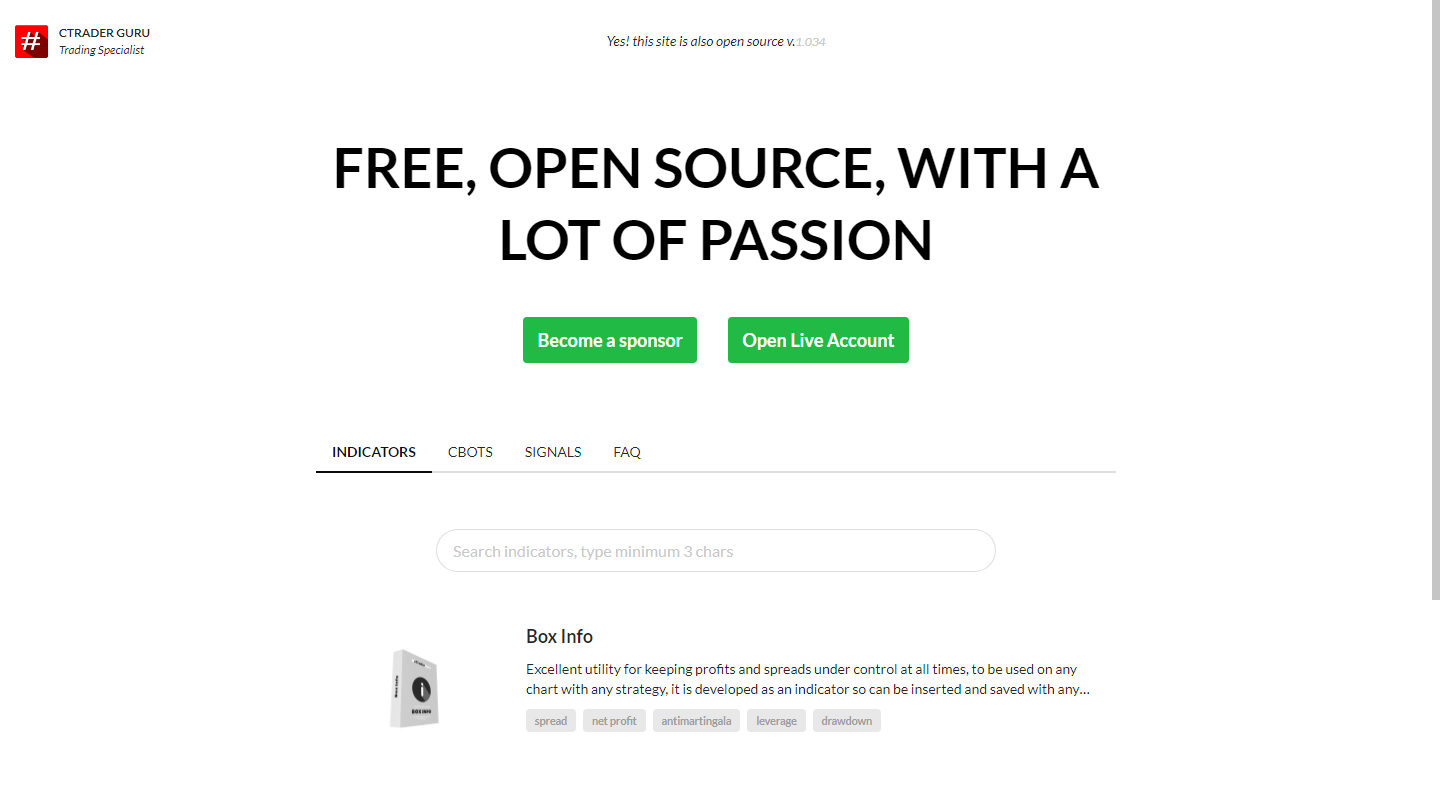 CTRADER GURU
Trading Specialist
Yes! this site is also open source v.1.034
FREE, OPEN SOURCE, WITH A
LOT OF PASSION
Become a sponsor
Open Live Account
INDICATORS
CBOTS
SIGNALS
FAQ
Search indicators, type minimum 3 chars
Box Info
BOX INFO
Box Info
Excellent utility for keeping profits and spreads under control at all times, to be used on any
chart with any strategy, it is developed as an indicator so can be inserted and saved with any...
spread
net profit
antimartingala
leverage
drawdown